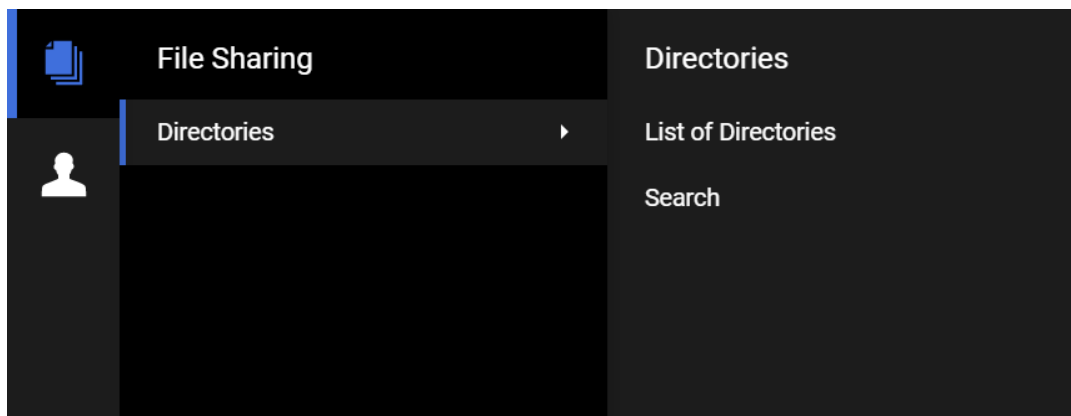 File Sharing
Directories
Directories
List of Directories
Search